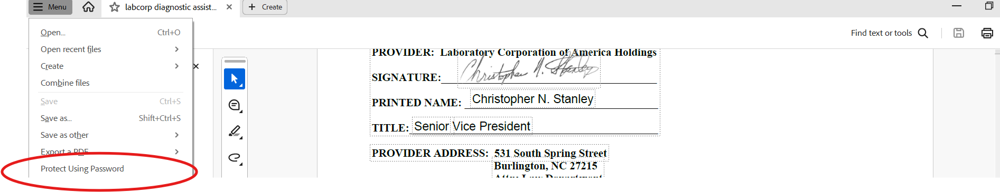 Menu
labcorp diagnostic assist...
Create
Open... Ctrl+O
Open recent files
Create
Combine files
Save Ctrl+S
Save as... Shift+Ctrl+S
Save as other
Export a PDF
Protect Using Password
Find text or tools
PROVIDER: Laboratory Corporation of America Holdings
SIGNATURE: Christopher N. Stanley
PRINTED NAME: Christopher N. Stanley
TITLE: Senior Vice President
PROVIDER ADDRESS: 531 South Spring Street
Burlington, NC 27215